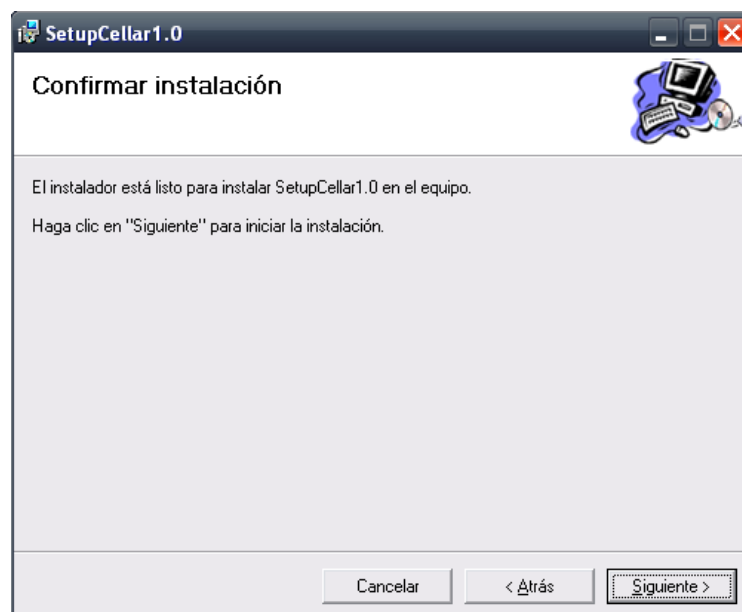 SetupCellar1.0
Confirmar instalación
El instalador está listo para instalar SetupCellar1.0 en el equipo.
Haga clic en "Siguiente" para iniciar la instalación.
Cancelar
< Atrás
Siguiente >